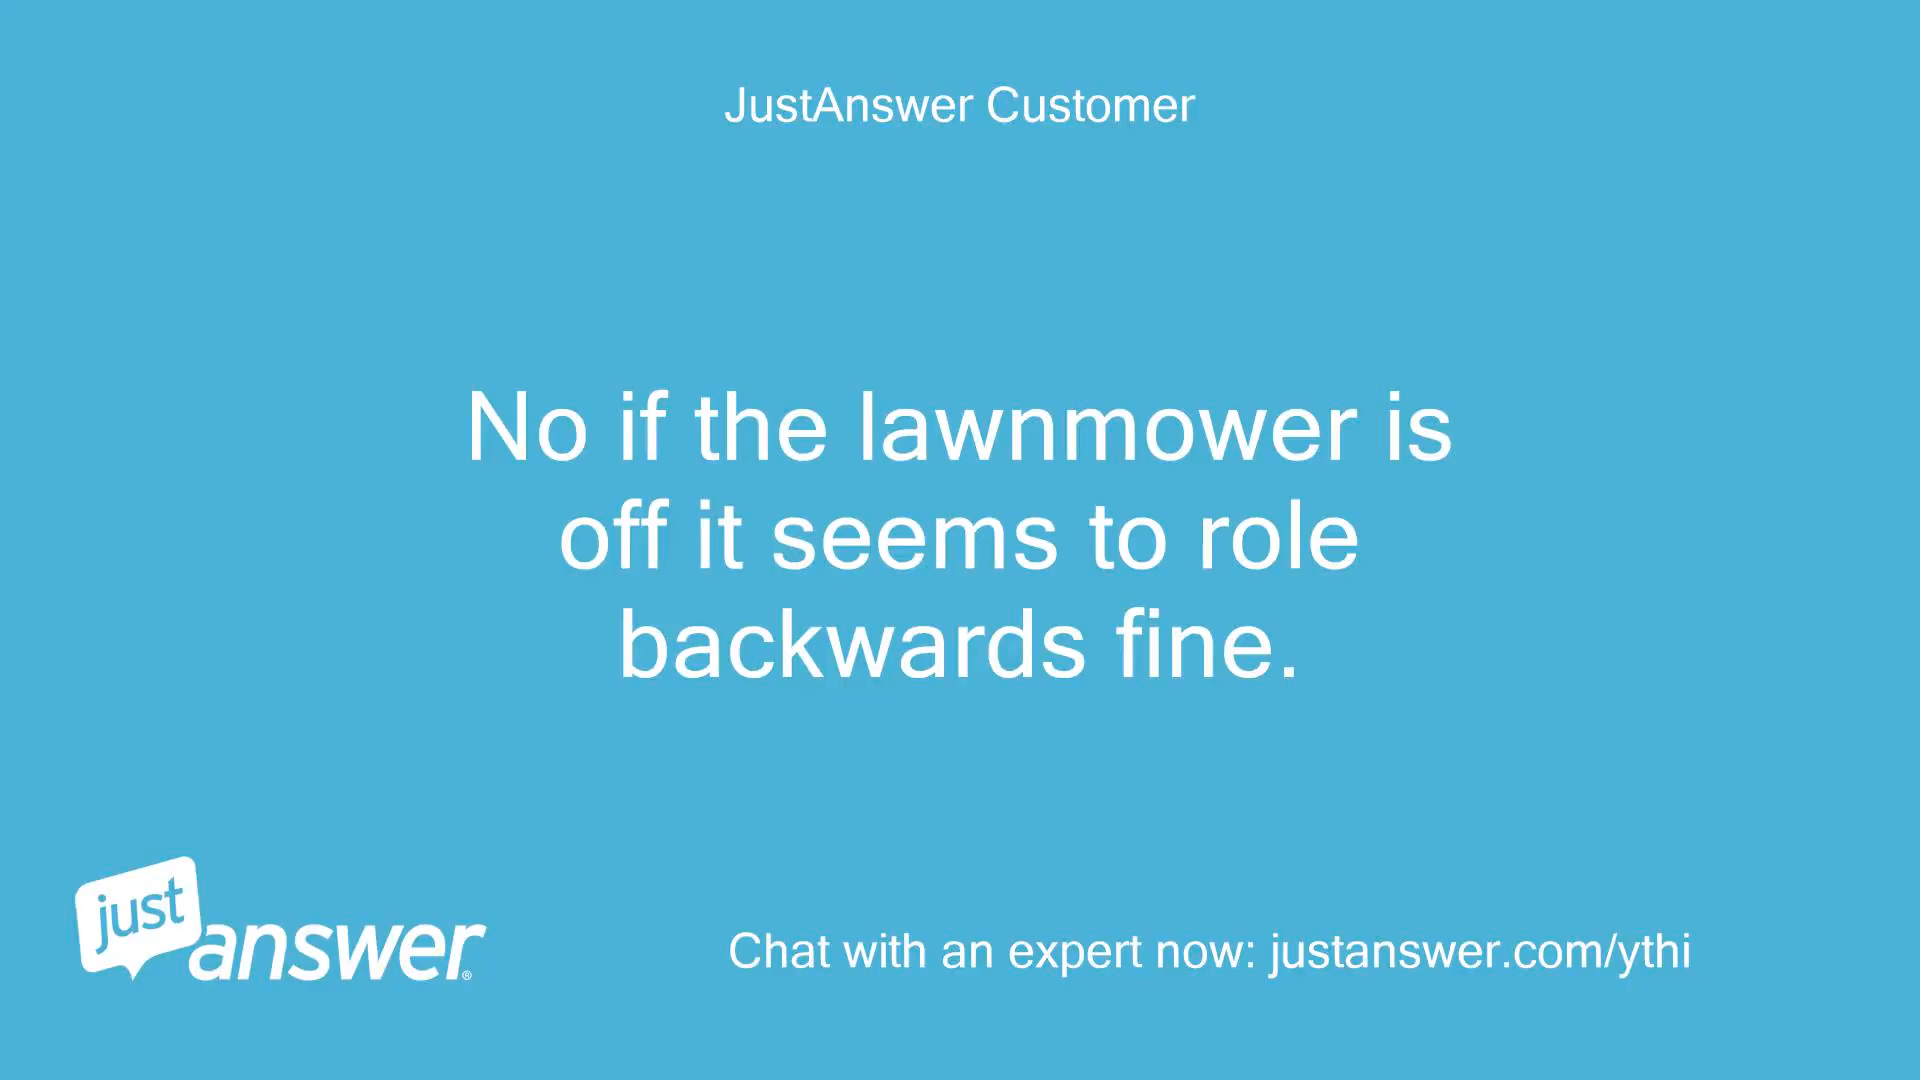 JustAnswer Customer
No if the lawnmower is
off it seems to role
backwards fine.
just
answer®
Chat with an expert now: justanswer.com/ythi